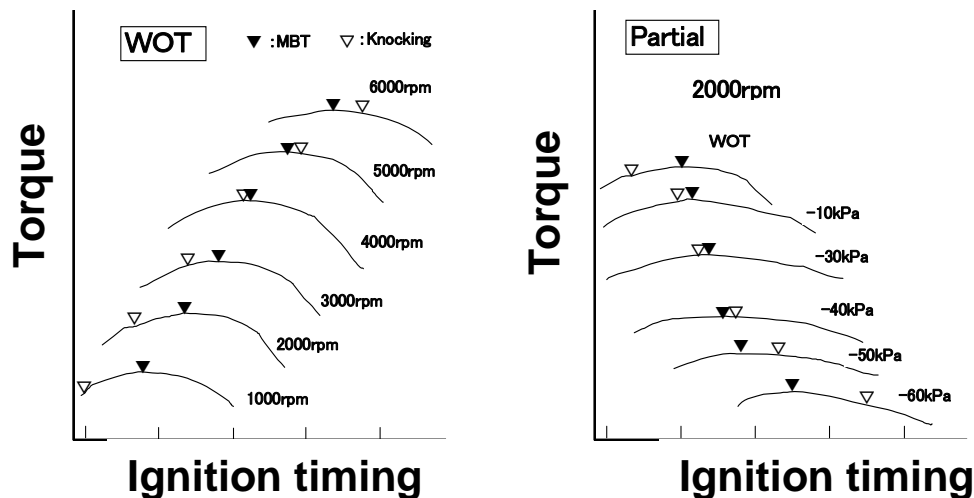 WOT ▼:MBT ▽:Knocking
6000rpm
5000rpm
4000rpm
3000rpm
2000rpm
1000rpm
Torque
Ignition timing
Partial
2000rpm
WOT
-10kPa
-30kPa
-40kPa
-50kPa
-60kPa
Torque
Ignition timing